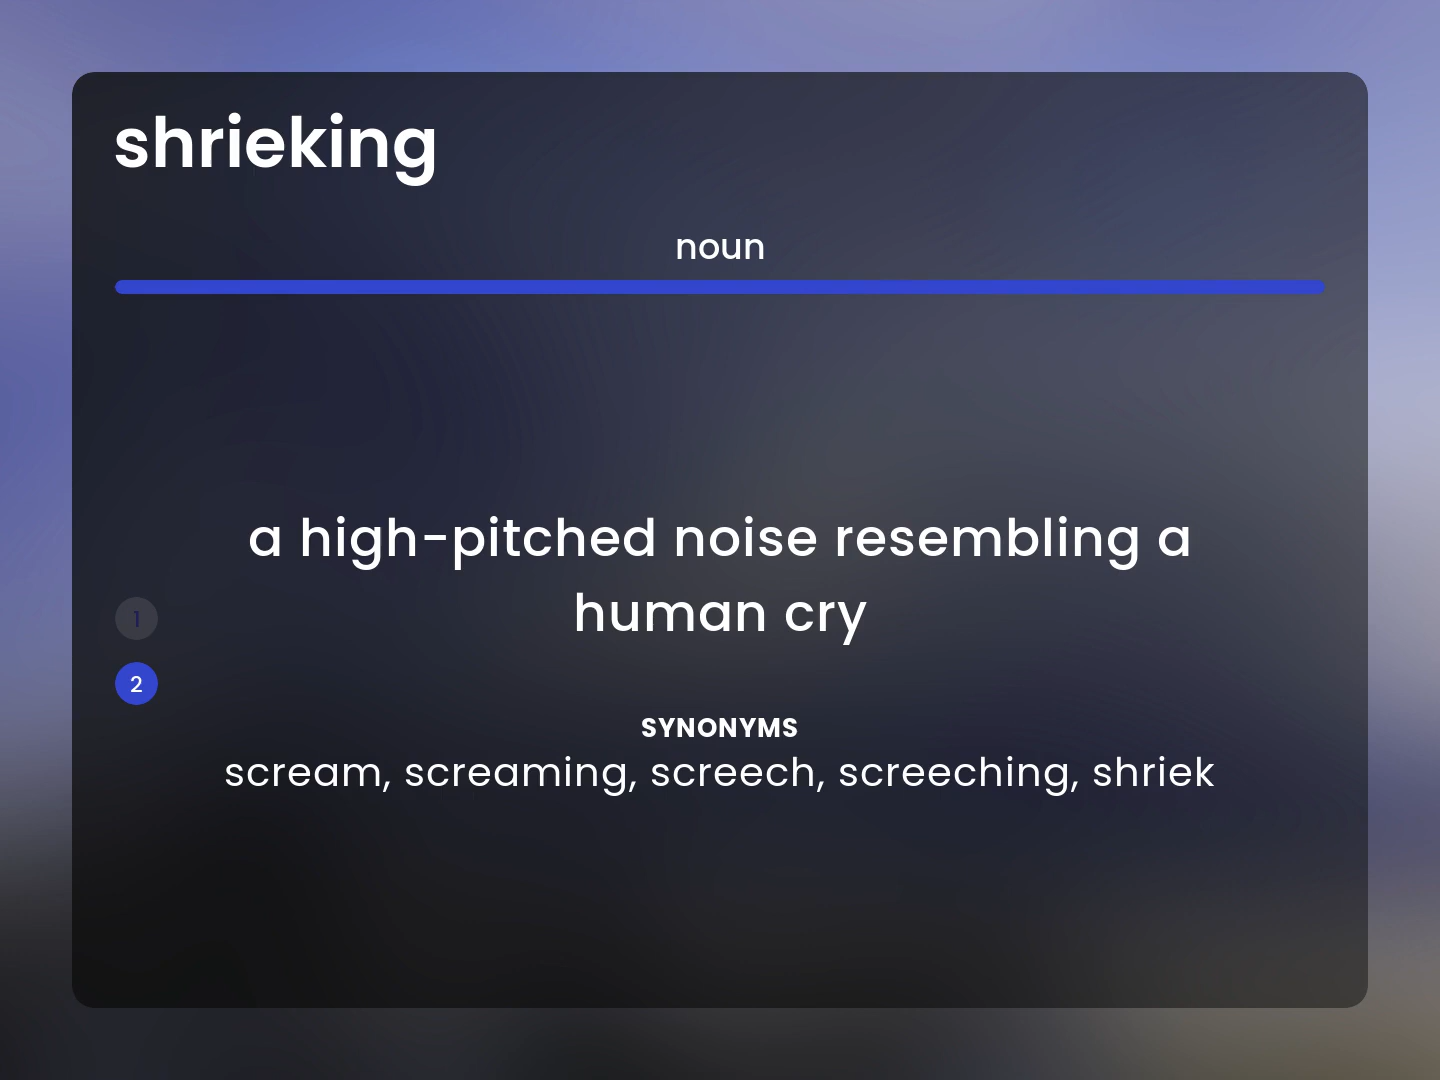 shrieking
noun
a high-pitched noise resembling a
human cry
1
2
SYNONYMS
scream, screaming, screech, screeching, shriek